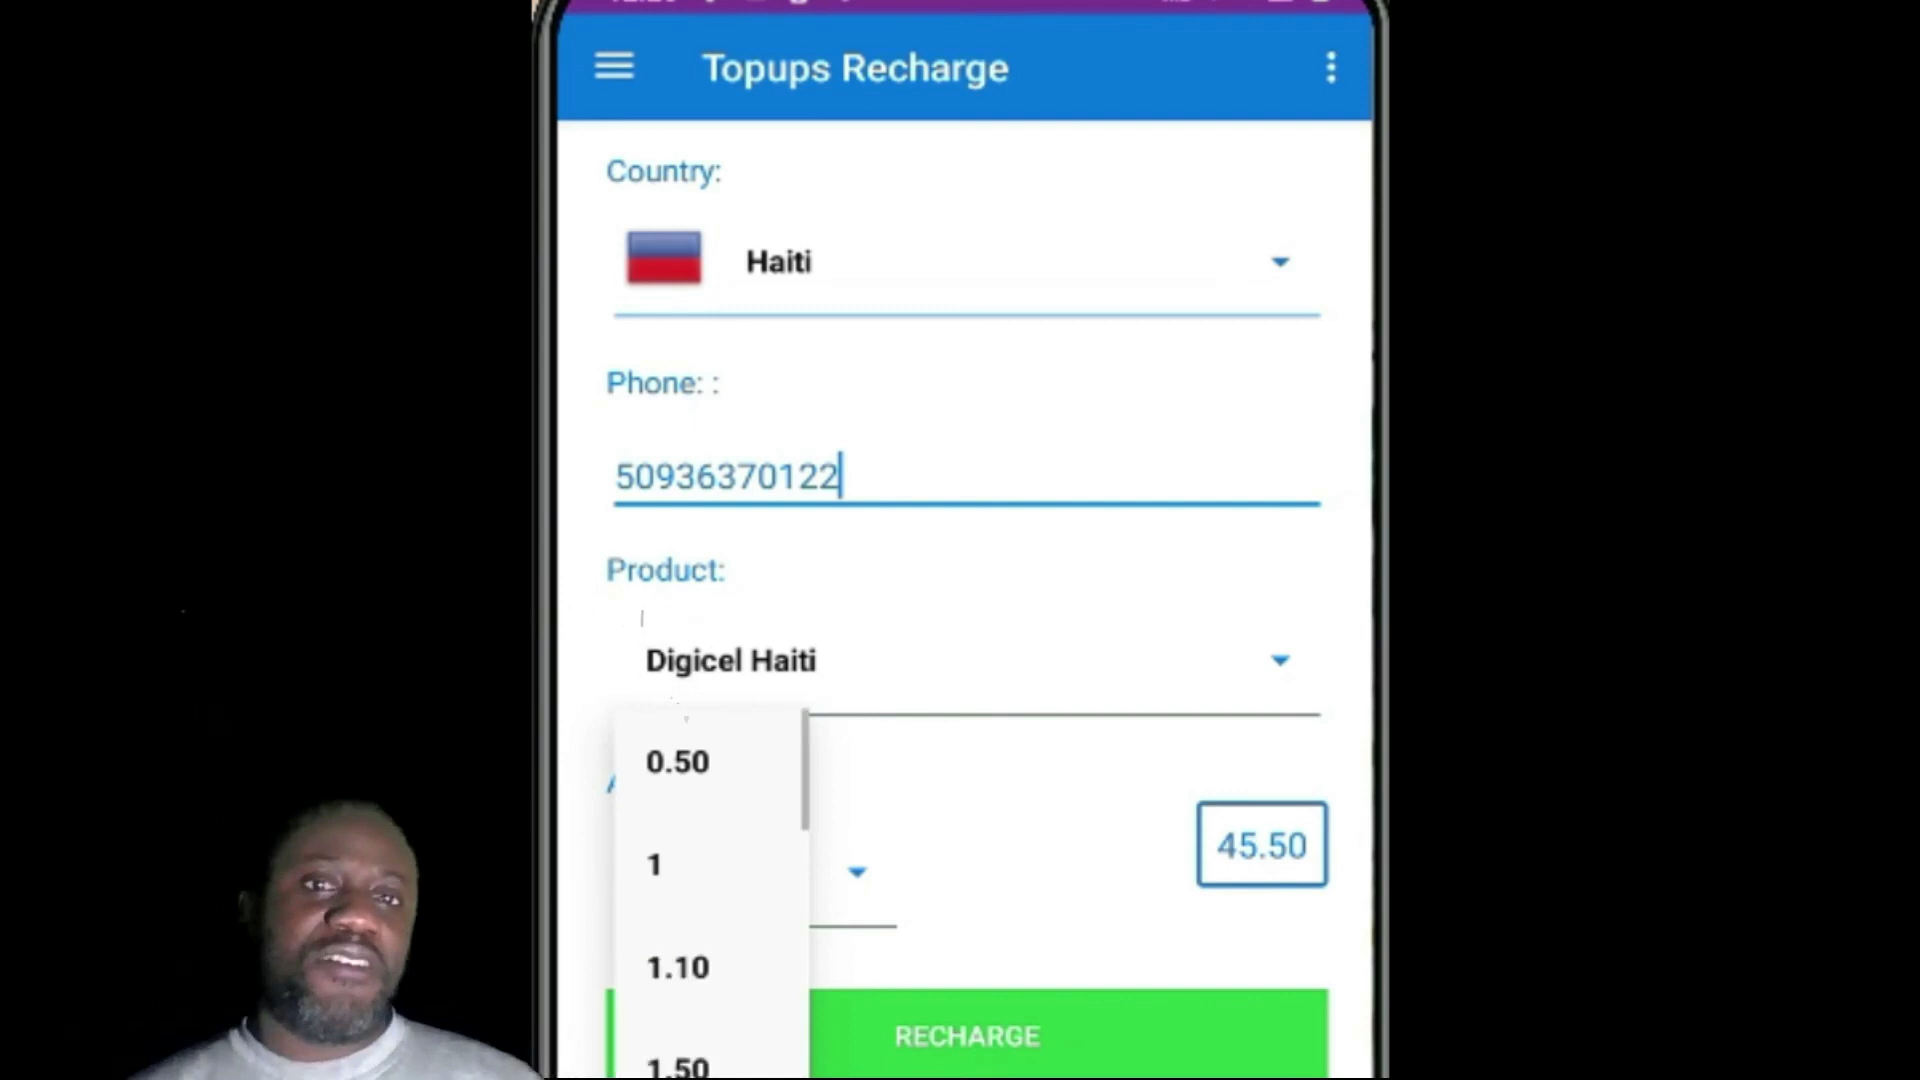 Topups Recharge
Country:
Haiti
Phone: :
50936370122
Product:
Digicel Haiti
0.50
45.50
1
1.10
RECHARGE
1.50